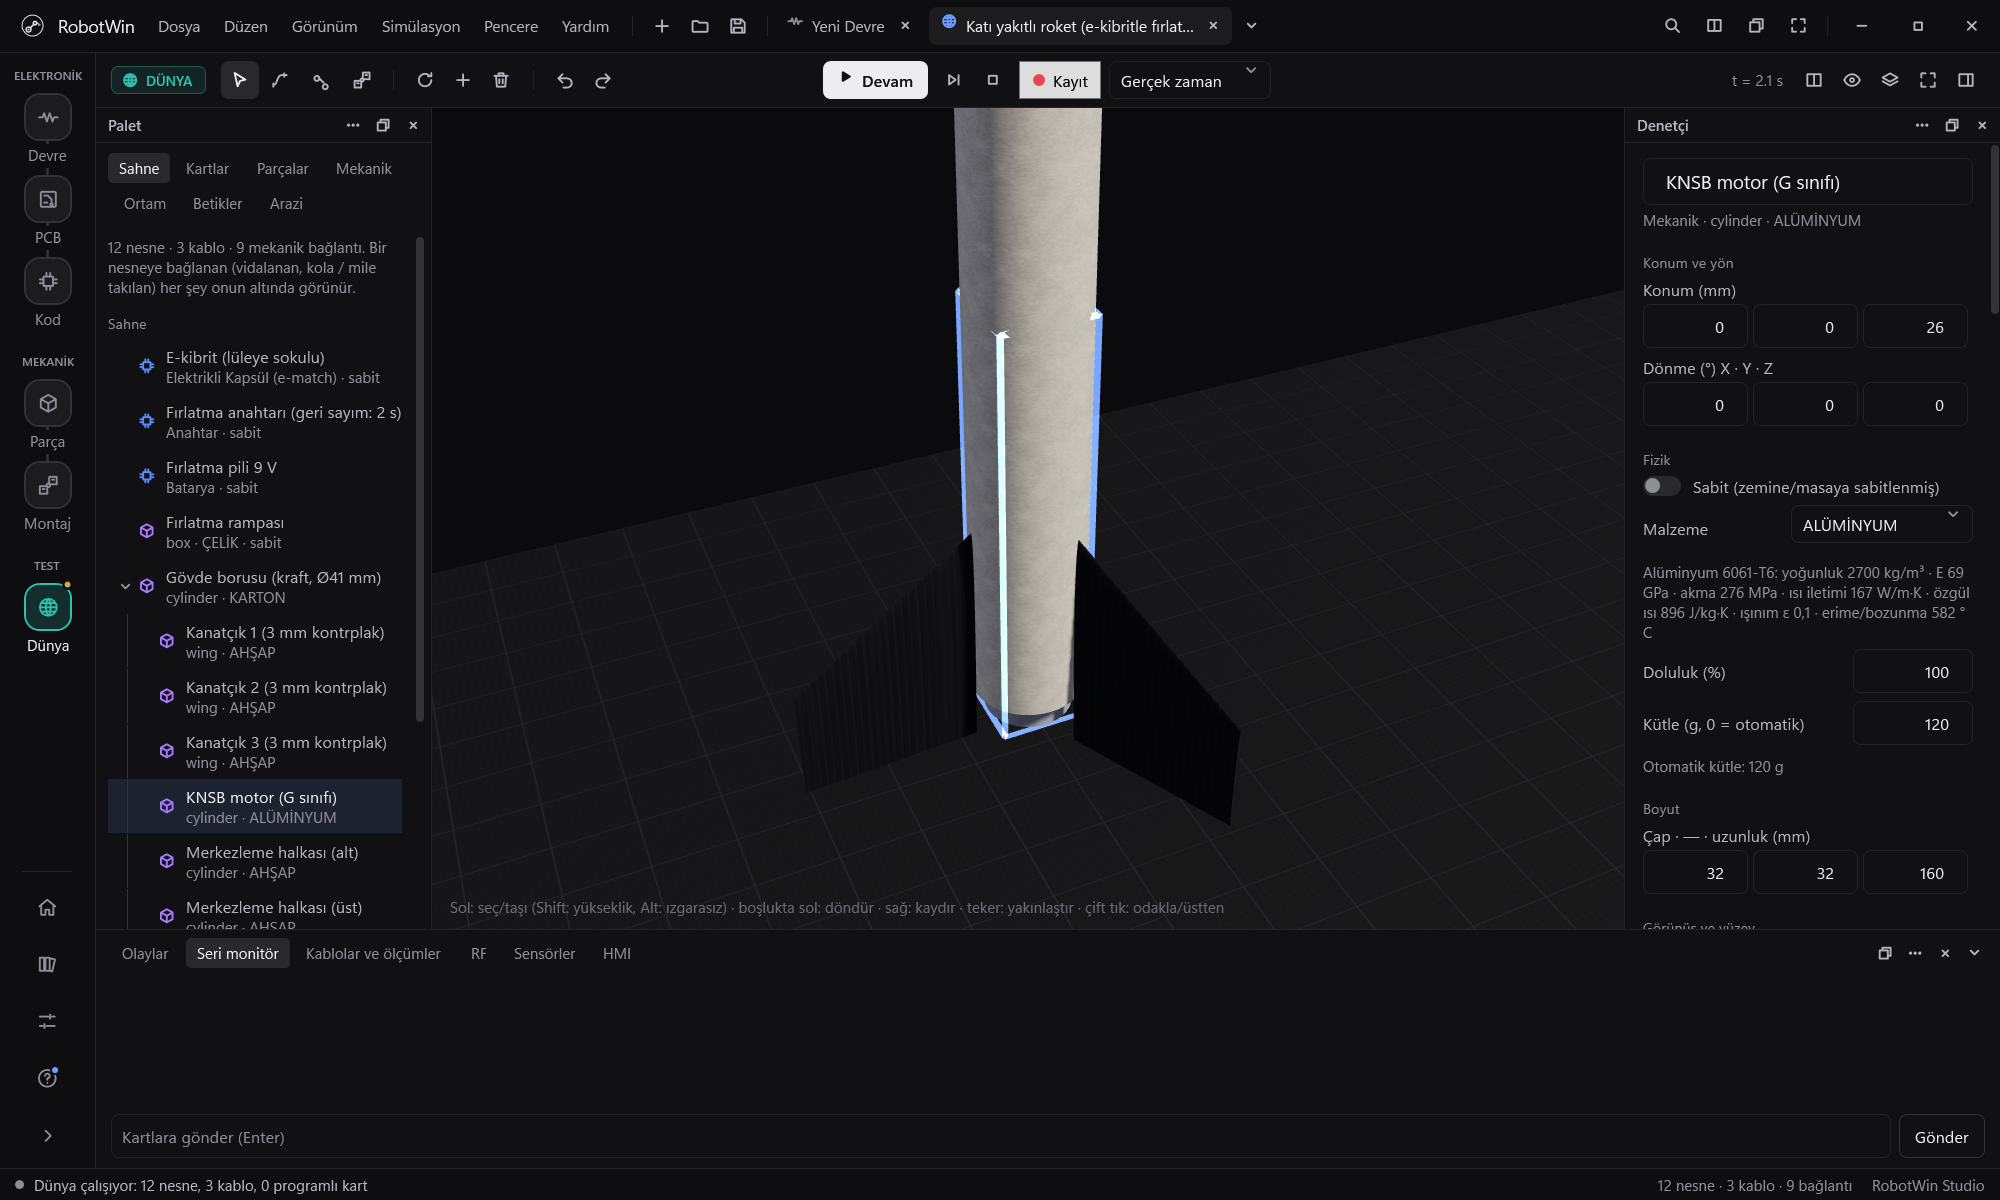 RobotWin
Dosya
Düzen
Görünüm
Simülasyon
Pencere
Yardım
Yeni Devre
Katı yakıtlı roket (e-kibritle fırlat...
ELEKTRONİK
Devre
PCB
Kod
MEKANİK
Parça
Montaj
TEST
Dünya
DÜNYA
Devam
Kayıt
Gerçek zaman
t = 2.1 s
Palet
Sahne
Kartlar
Parçalar
Mekanik
Ortam
Betikler
Arazi
12 nesne · 3 kablo · 9 mekanik bağlantı. Bir
nesneye bağlanan (vidalanan, kola / mile
takılan) her şey onun altında görünür.
Sahne
E-kibrit (lüleye sokulu)
Elektrikli Kapsül (e-match) · sabit
Fırlatma anahtarı (geri sayım: 2 s)
Anahtar · sabit
Fırlatma pili 9 V
Batarya · sabit
Fırlatma rampası
box · ÇELİK · sabit
Gövde borusu (kraft, Ø41 mm)
cylinder · KARTON
Kanatçık 1 (3 mm kontrplak)
wing · AHŞAP
Kanatçık 2 (3 mm kontrplak)
wing · AHŞAP
Kanatçık 3 (3 mm kontrplak)
wing · AHŞAP
KNSB motor (G sınıfı)
cylinder · ALÜMİNYUM
Merkezleme halkası (alt)
cylinder · AHŞAP
Merkezleme halkası (üst)
cylinder · AHŞAP
Sol: seç/taşı (Shift: yükseklik, Alt: ızgarasız) · boşlukta sol: döndür · sağ: kaydır · teker: yakınlaştır · çift tık: odakla/üstten
Denetçi
KNSB motor (G sınıfı)
Mekanik · cylinder · ALÜMİNYUM
Konum ve yön
Konum (mm)
0
0
26
Dönme (°) X · Y · Z
0
0
0
Fizik
Sabit (zemine/masaya sabitlenmiş)
Malzeme
ALÜMİNYUM
Alüminyum 6061-T6: yoğunluk 2700 kg/m³ · E 69
GPa · akma 276 MPa · ısı iletimi 167 W/m·K · özgül
ısı 896 J/kg·K · ışınım ε 0,1 · erime/bozunma 582 °
C
Doluluk (%)
100
Kütle (g, 0 = otomatik)
120
Otomatik kütle: 120 g
Boyut
Çap · — · uzunluk (mm)
32
32
160
Görünüş ve yüzey
Olaylar
Seri monitör
Kablolar ve ölçümler
RF
Sensörler
HMI
Kartlara gönder (Enter)
Gönder
Dünya çalışıyor: 12 nesne, 3 kablo, 0 programlı kart
12 nesne · 3 kablo · 9 bağlantı
RobotWin Studio